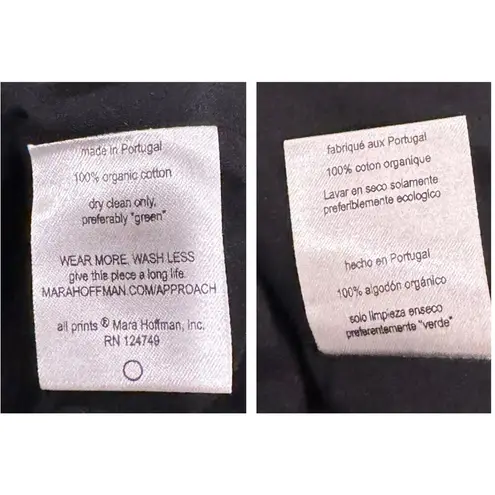 made in Portugal
100% organic cotton
dry clean only,
preferably "green"
WEAR MORE, WASH LESS
give this piece a long life.
MARAHOFFMAN.COM/APPROACH
all prints ® Mara Hoffman, Inc.
RN 124749
fabriqué aux Portugal
100% coton organique
Lavar en seco solamente
preferiblemente ecologico
hecho en Portugal
100% algodón orgánico
solo limpieza enseco
preferentemente "verde"